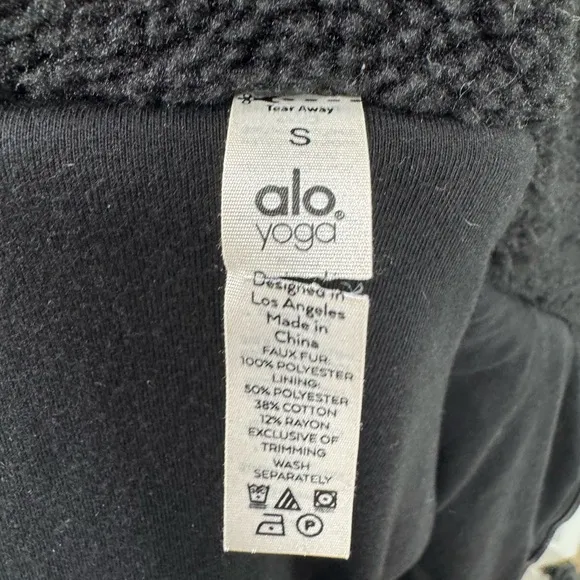 Tear Away
S
alo®
yoga
Designed in
Los Angeles
Made in
China
FAUX FUR:
100% POLYESTER
LINING:
50% POLYESTER
38% COTTON
12% RAYON
EXCLUSIVE OF
TRIMMING
WASH
SEPARATELY
P